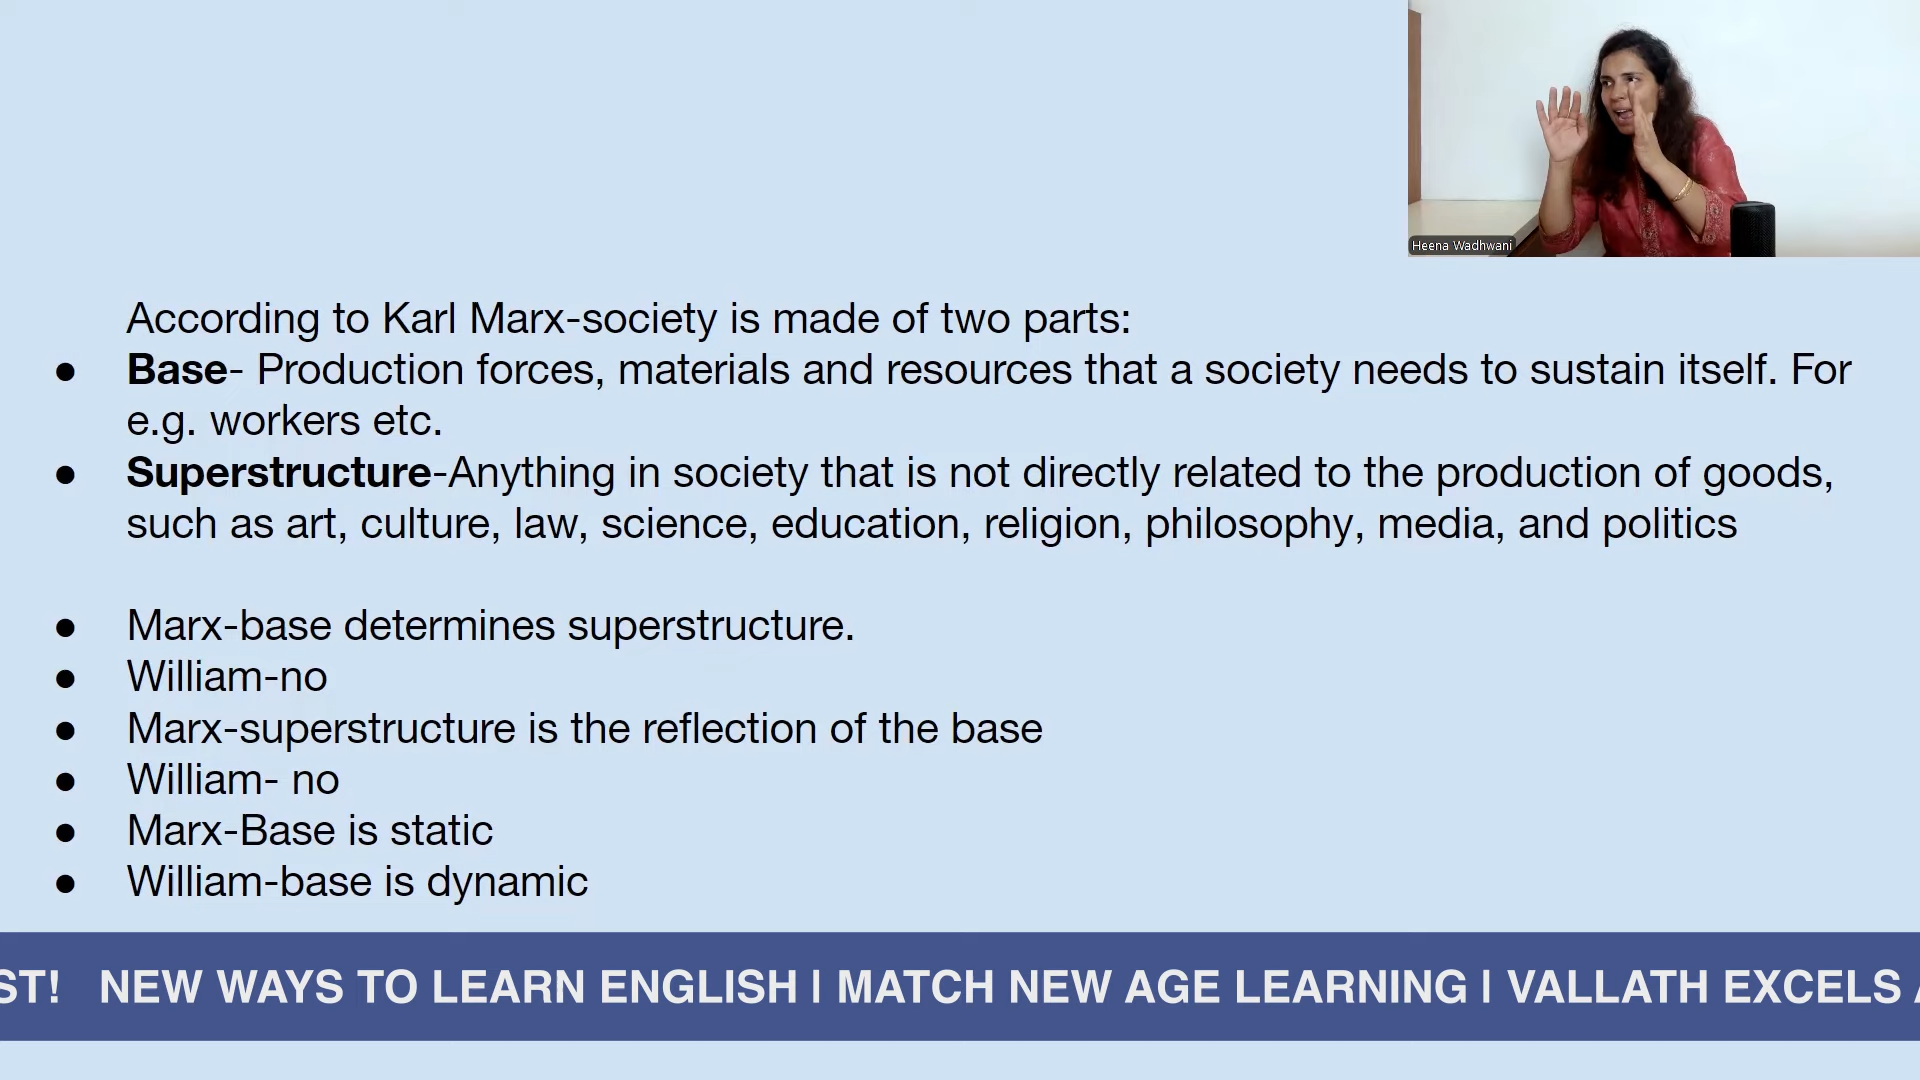 Heena Wadhwani
According to Karl Marx-society is made of two parts:
● Base- Production forces, materials and resources that a society needs to sustain itself. For
e.g. workers etc.
● Superstructure-Anything in society that is not directly related to the production of goods,
such as art, culture, law, science, education, religion, philosophy, media, and politics
● Marx-base determines superstructure.
● William-no
● Marx-superstructure is the reflection of the base
● William- no
● Marx-Base is static
● William-base is dynamic
ST! NEW WAYS TO LEARN ENGLISH | MATCH NEW AGE LEARNING | VALLATH EXCELS